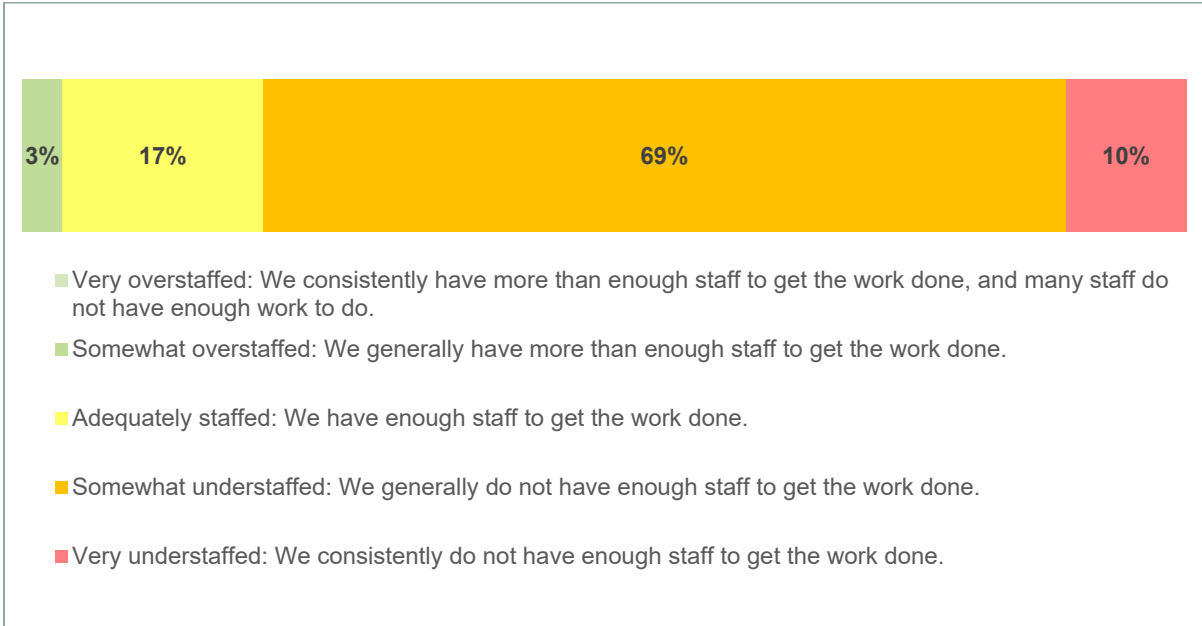 3% 17% 69% 10%
Very overstaffed: We consistently have more than enough staff to get the work done, and many staff do
not have enough work to do.
Somewhat overstaffed: We generally have more than enough staff to get the work done.
Adequately staffed: We have enough staff to get the work done.
Somewhat understaffed: We generally do not have enough staff to get the work done.
Very understaffed: We consistently do not have enough staff to get the work done.